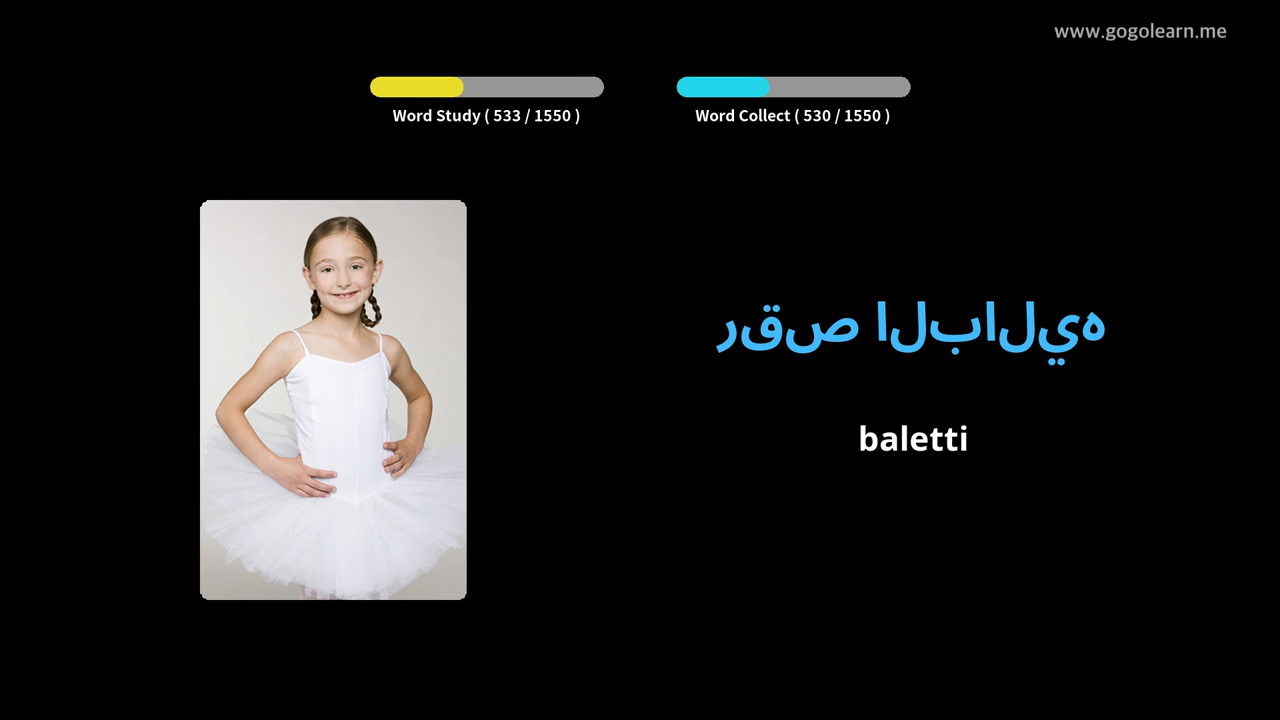 www.gogolearn.me
Word Study ( 533 / 1550 )
Word Collect ( 530 / 1550 )
رقص الباليه
baletti